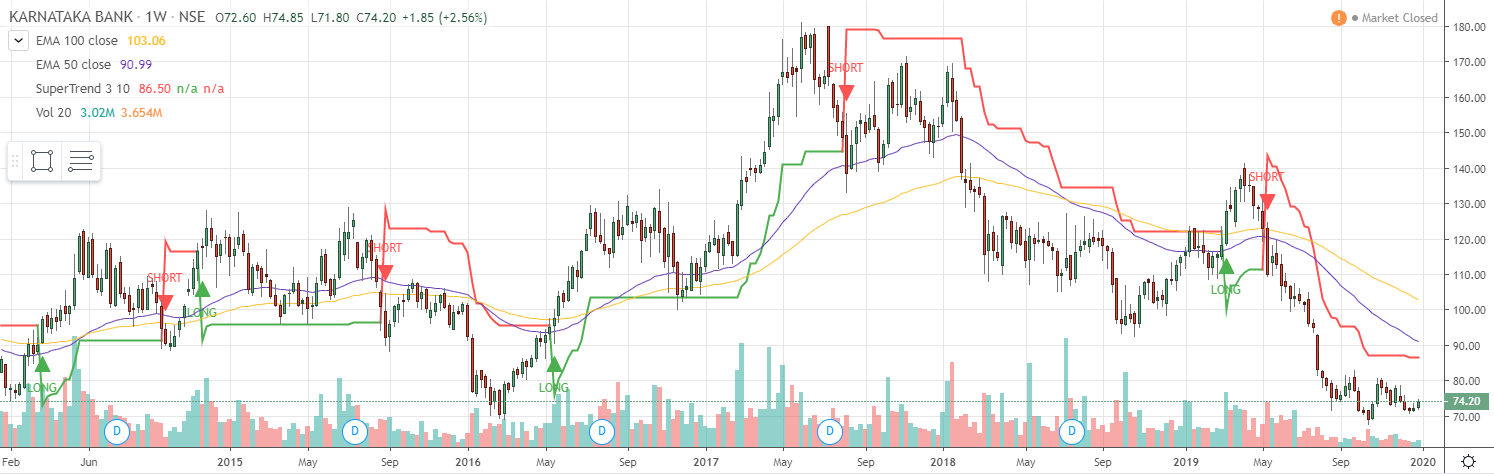 KARNATAKA BANK · 1W · NSE O72.60 H74.85 L71.80 C74.20 +1.85 (+2.56%)
! Market Closed
EMA 100 close 103.06
EMA 50 close 90.99
SuperTrend 3 10 86.50 n/a n/a
Vol 20 3.02M 3.654M
180.00
170.00
SHORT
160.00
150.00
140.00
SHORT
130.00
120.00
SHORT
110.00
SHORT
LONG
100.00
LONG
90.00
LONG
LONG
80.00
74.20
70.00
D D D D D
Feb Jun 2015 May Sep 2016 May Sep 2017 May Sep 2018 May Sep 2019 May Sep 2020